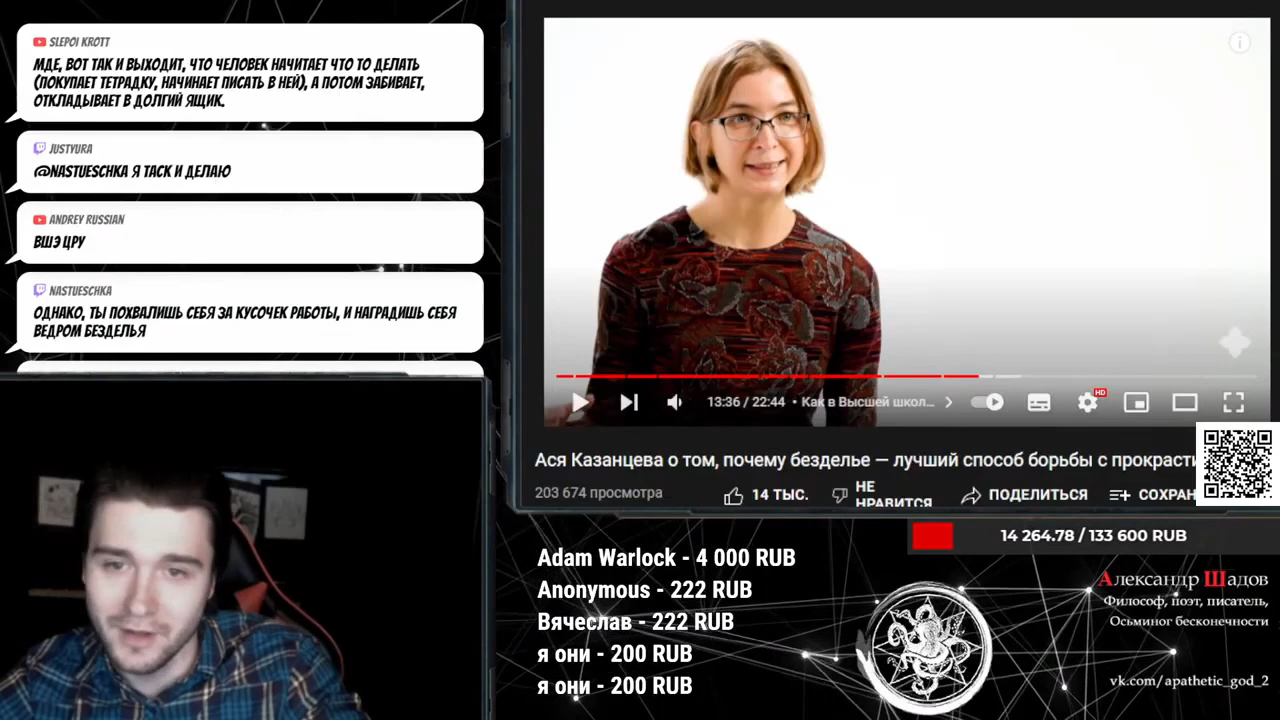 SLEPOI KROTT
МДЕ, ВОТ ТАК И ВЫХОДИТ, ЧТО ЧЕЛОВЕК НАЧИТАЕТ ЧТО ТО ДЕЛАТЬ
(ПОКУПАЕТ ТЕТРАДКУ, НАЧИНАЕТ ПИСАТЬ В НЕЙ), А ПОТОМ ЗАБИВАЕТ,
ОТКЛАДЫВАЕТ В ДОЛГИЙ ЯЩИК.
JUSTYURA
@NASTUESCHKA Я ТАСК И ДЕЛАЮ
ANDREY RUSSIAN
ВШЭ ЦРУ
NASTUESCHKA
ОДНАКО, ТЫ ПОХВАЛИШЬ СЕБЯ ЗА КУСОЧЕК РАБОТЫ, И НАГРАДИШЬ СЕБЯ
ВЕДРОМ БЕЗДЕЛЬЯ
13:36 / 22:44 • Как в Высшей школ...
HD
Ася Казанцева о том, почему безделье — лучший способ борьбы с прокрасти
203 674 просмотра
14 ТЫС.
НЕ
НРАВИТСЯ
ПОДЕЛИТЬСЯ
СОХРАН
14 264.78 / 133 600 RUB
Adam Warlock - 4 000 RUB
Anonymous - 222 RUB
Вячеслав - 222 RUB
я они - 200 RUB
я они - 200 RUB
Александр Шадов
Философ, поэт, писатель,
Осьминог бесконечности
vk.com/apathetic_god_2